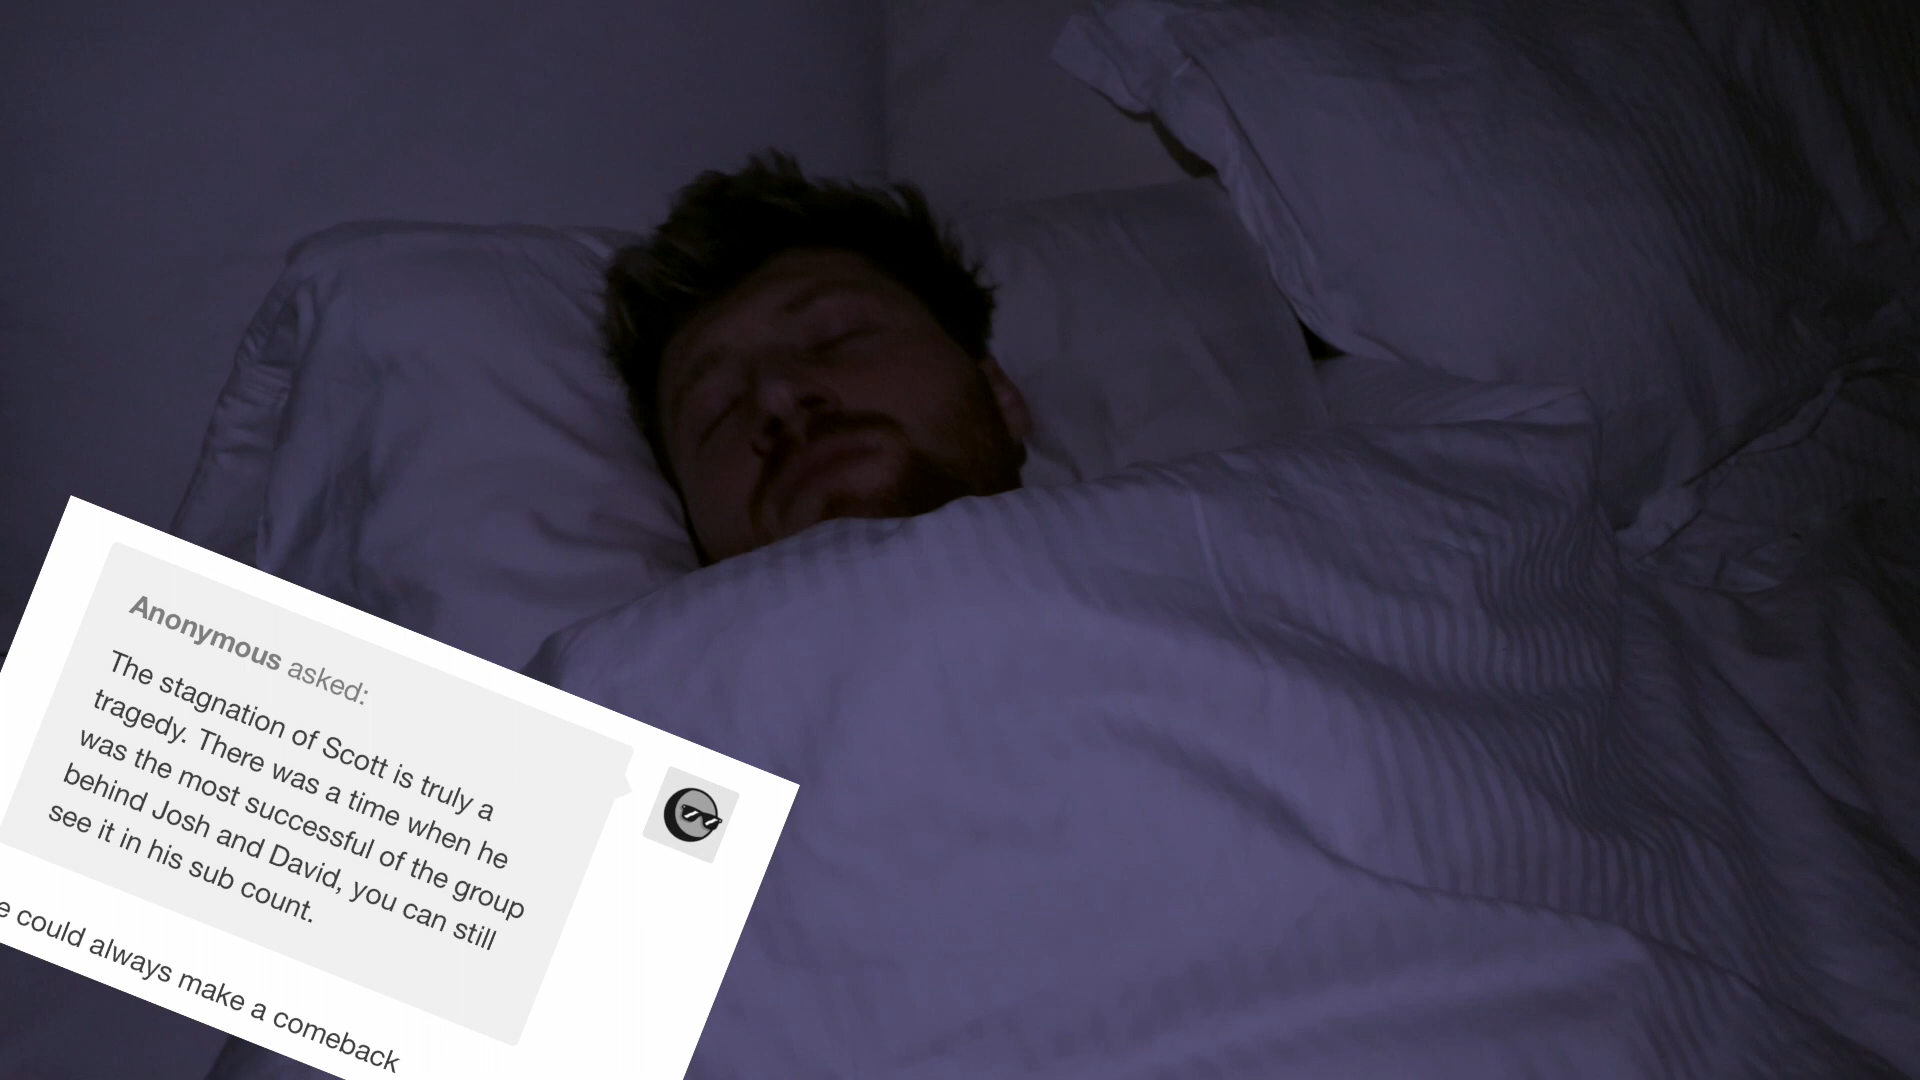 Anonymous asked:
The stagnation of Scott is truly a
tragedy. There was a time when he
was the most successful of the group
behind Josh and David, you can still
see it in his sub count.
could always make a comeback